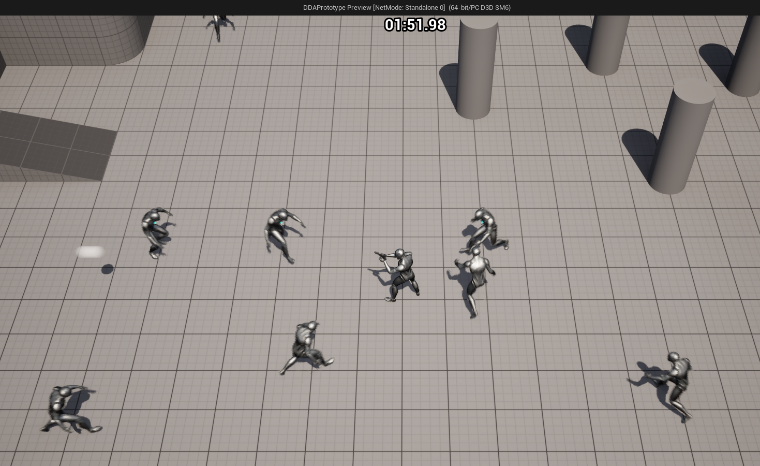 DDAPrototype Preview [NetMode: Standalone 0]  (64-bit/PC D3D SM6)
01:51.98